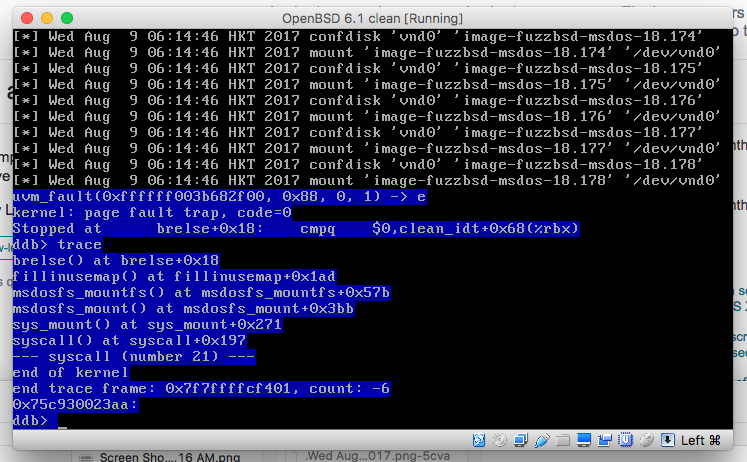 OpenBSD 6.1 clean [Running]
[*] Wed Aug  9 06:14:46 HKT 2017 confdisk 'vnd0' 'image-fuzzbsd-msdos-18.174'
[*] Wed Aug  9 06:14:46 HKT 2017 mount 'image-fuzzbsd-msdos-18.174' '/dev/vnd0'
[*] Wed Aug  9 06:14:46 HKT 2017 confdisk 'vnd0' 'image-fuzzbsd-msdos-18.175'
[*] Wed Aug  9 06:14:46 HKT 2017 mount 'image-fuzzbsd-msdos-18.175' '/dev/vnd0'
[*] Wed Aug  9 06:14:46 HKT 2017 confdisk 'vnd0' 'image-fuzzbsd-msdos-18.176'
[*] Wed Aug  9 06:14:46 HKT 2017 mount 'image-fuzzbsd-msdos-18.176' '/dev/vnd0'
[*] Wed Aug  9 06:14:46 HKT 2017 confdisk 'vnd0' 'image-fuzzbsd-msdos-18.177'
[*] Wed Aug  9 06:14:46 HKT 2017 mount 'image-fuzzbsd-msdos-18.177' '/dev/vnd0'
[*] Wed Aug  9 06:14:46 HKT 2017 confdisk 'vnd0' 'image-fuzzbsd-msdos-18.178'
[*] Wed Aug  9 06:14:46 HKT 2017 mount 'image-fuzzbsd-msdos-18.178' '/dev/vnd0'
uvm_fault(0xffffff003b682f00, 0x88, 0, 1) -> e
kernel: page fault trap, code=0
Stopped at      brelse+0x18:    cmpq    $0,clean_idt+0x68(%rbx)
ddb> trace
brelse() at brelse+0x18
fillinusemap() at fillinusemap+0x1ad
msdosfs_mountfs() at msdosfs_mountfs+0x57b
msdosfs_mount() at msdosfs_mount+0x3bb
sys_mount() at sys_mount+0x271
syscall() at syscall+0x197
--- syscall (number 21) ---
end of kernel
end trace frame: 0x7f7ffffcf401, count: -6
0x75c930023aa:
ddb> _
Left ⌘
Screen Sho....16 AM.png
.Wed Aug...017.png-5cva